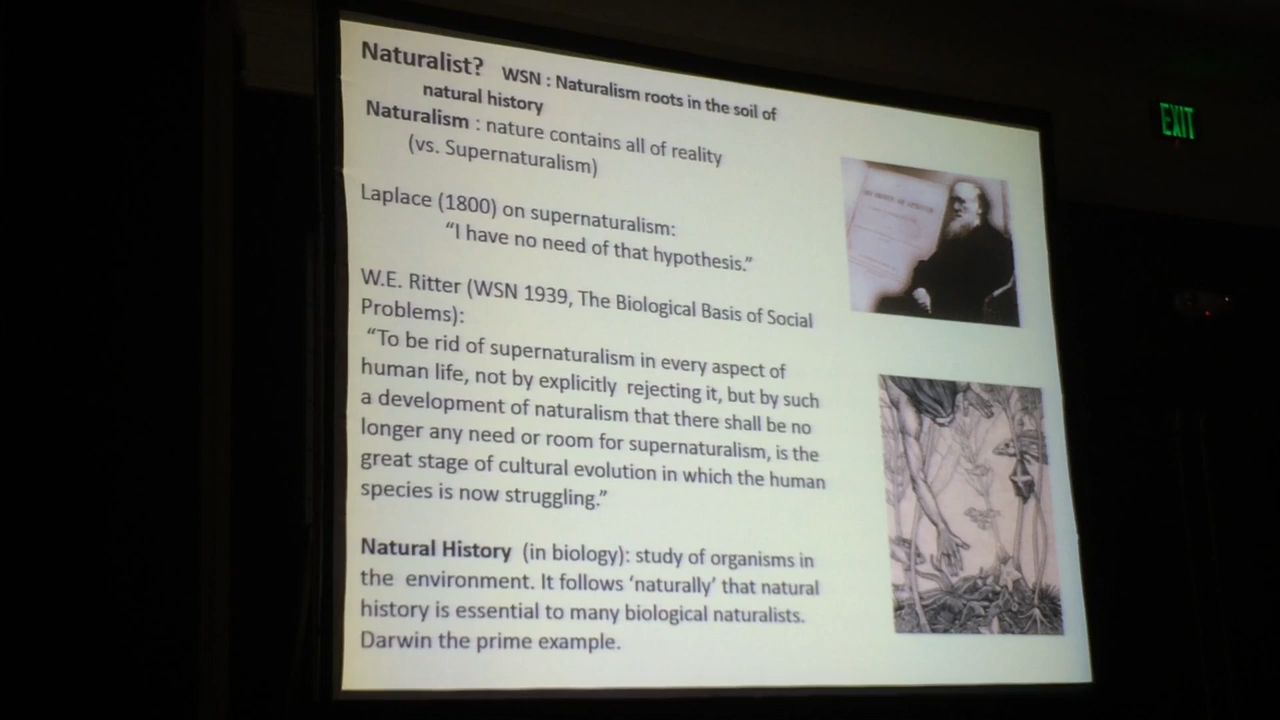 Naturalist? WSN : Naturalism roots in the soil of
natural history
Naturalism : nature contains all of reality
(vs. Supernaturalism)
Laplace (1800) on supernaturalism:
“I have no need of that hypothesis.”
W.E. Ritter (WSN 1939, The Biological Basis of Social
Problems):
“To be rid of supernaturalism in every aspect of
human life, not by explicitly rejecting it, but by such
a development of naturalism that there shall be no
longer any need or room for supernaturalism, is the
great stage of cultural evolution in which the human
species is now struggling.”
Natural History (in biology): study of organisms in
the environment. It follows ‘naturally’ that natural
history is essential to many biological naturalists.
Darwin the prime example.
EXIT